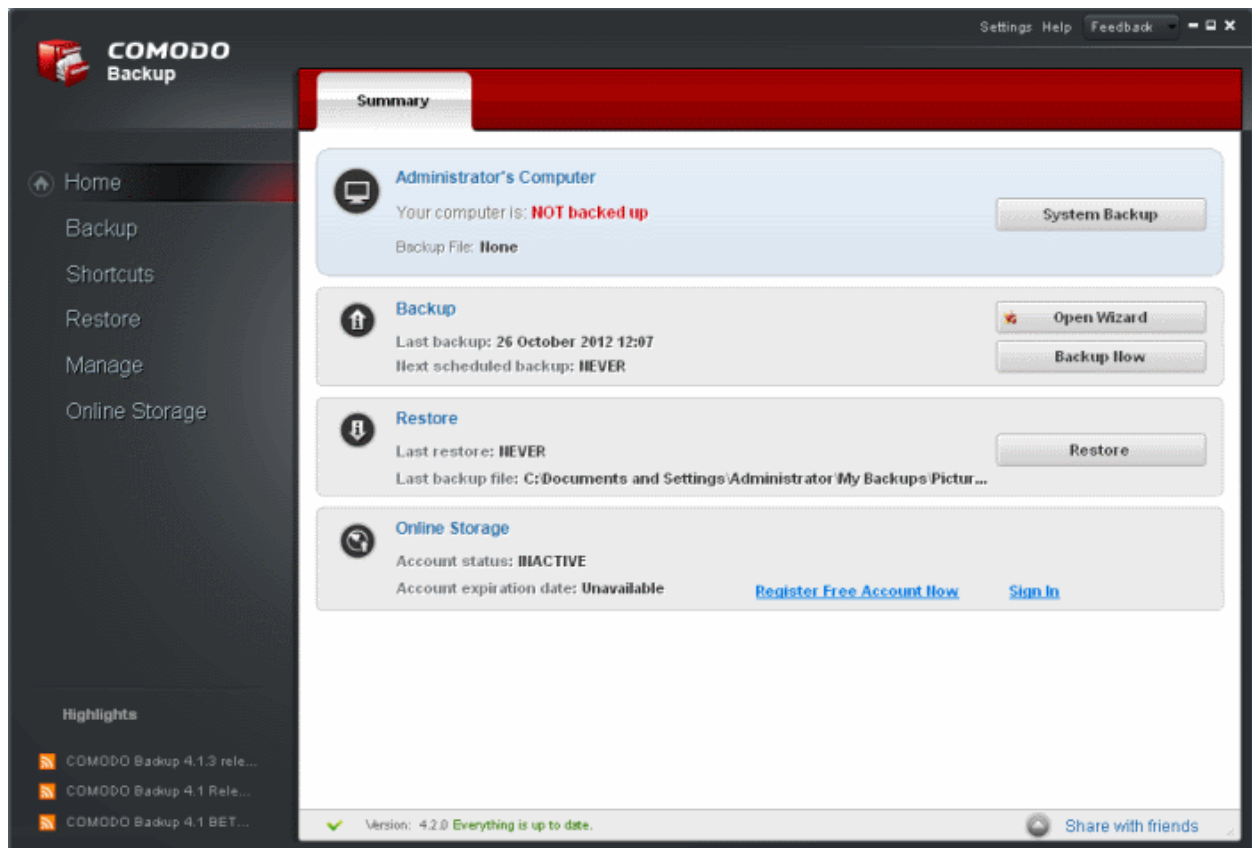 Settings Help Feedback
COMODO
Backup
Summary
Home
Backup
Shortcuts
Restore
Manage
Online Storage
Administrator's Computer
Your computer is: NOT backed up
Backup File: None
System Backup
Backup
Last backup: 26 October 2012 12:07
Next scheduled backup: NEVER
Open Wizard
Backup Now
Restore
Last restore: NEVER
Last backup file: C:\Documents and Settings\Administrator\My Backups\Pictur...
Restore
Online Storage
Account status: INACTIVE
Account expiration date: Unavailable
Register Free Account Now
Sign In
Highlights
COMODO Backup 4.1.3 rele...
COMODO Backup 4.1 Rele...
COMODO Backup 4.1 BET...
Version: 4.2.0 Everything is up to date.
Share with friends